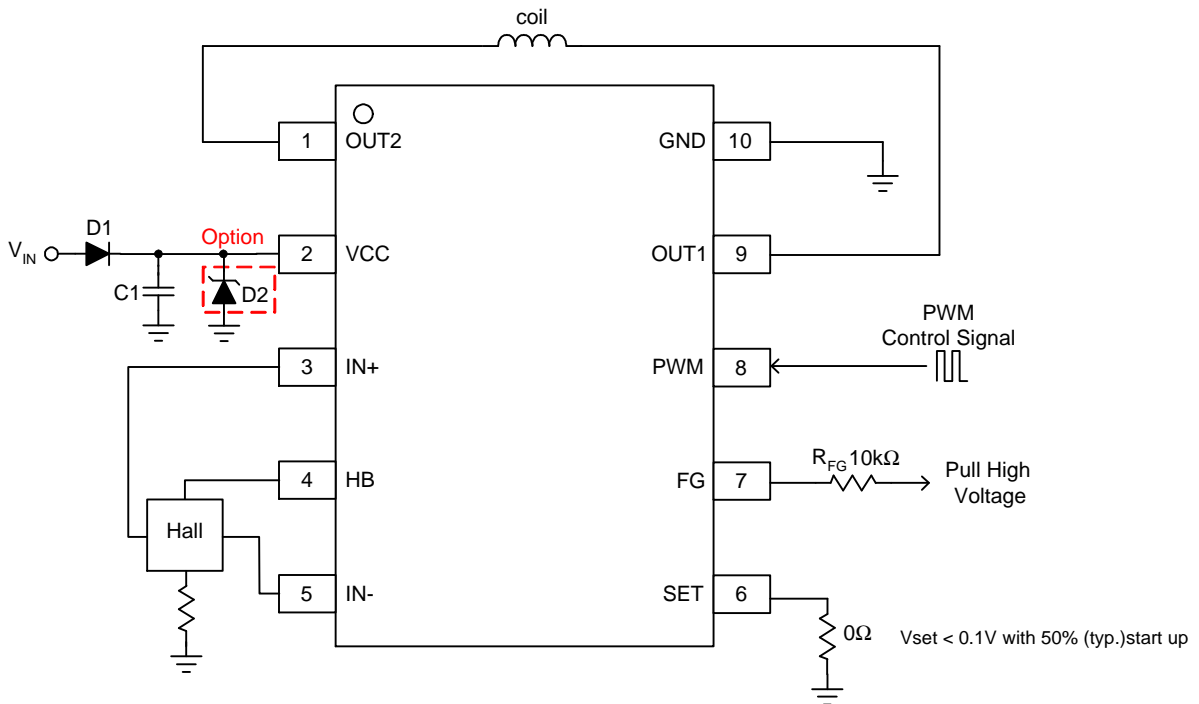 coil
1
OUT2
GND
10
D1
Option
VIN
2
VCC
OUT1
9
C1
D2
PWM
Control Signal
3
IN+
PWM
8
RFG10kΩ
Pull High
Voltage
4
HB
FG
7
Hall
5
IN-
SET
6
0Ω
Vset < 0.1V with 50% (typ.)start up